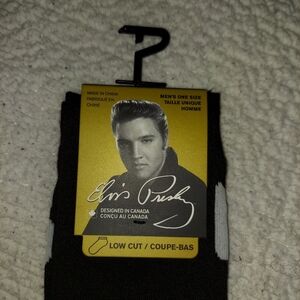 MADE IN CHINA
FABRIQUÉ EN
CHINE
MEN'S ONE SIZE
TAILLE UNIQUE
HOMME
Elvis Presley
DESIGNED IN CANADA
CONÇU AU CANADA
LOW CUT / COUPE-BAS